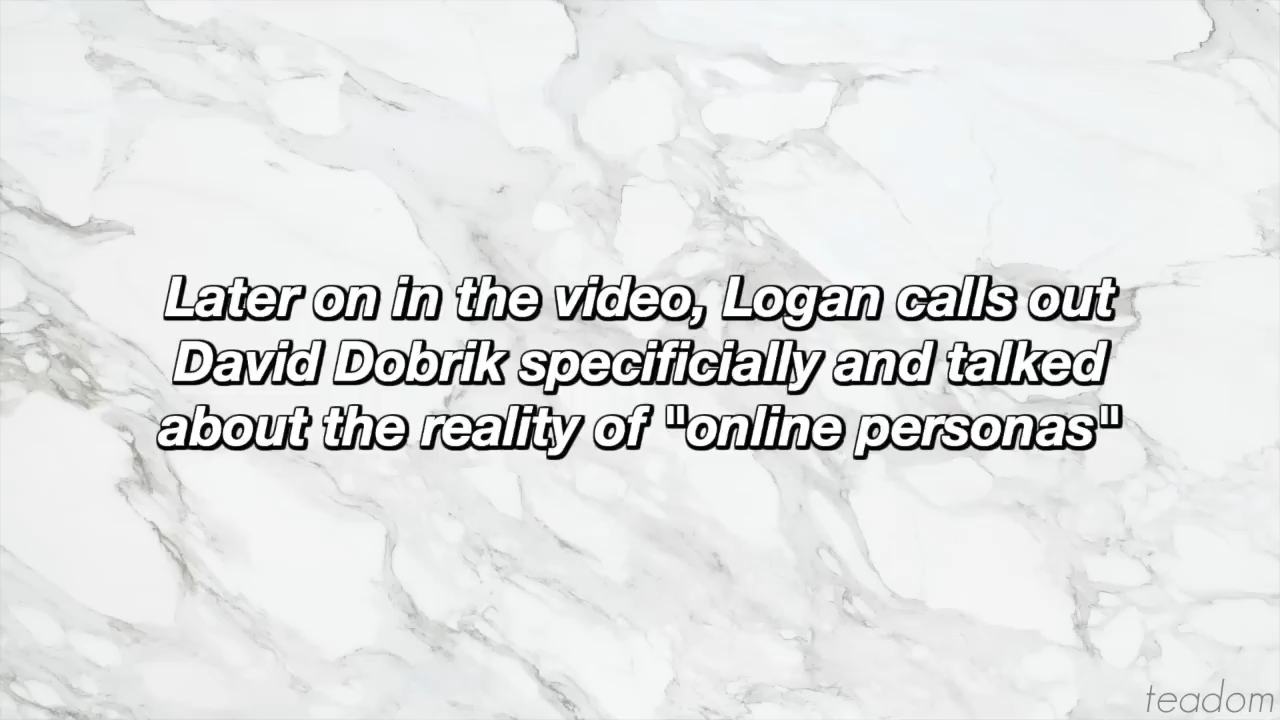 Later on in the video, Logan calls out
David Dobrik specificially and talked
about the reality of "online personas"
teadom